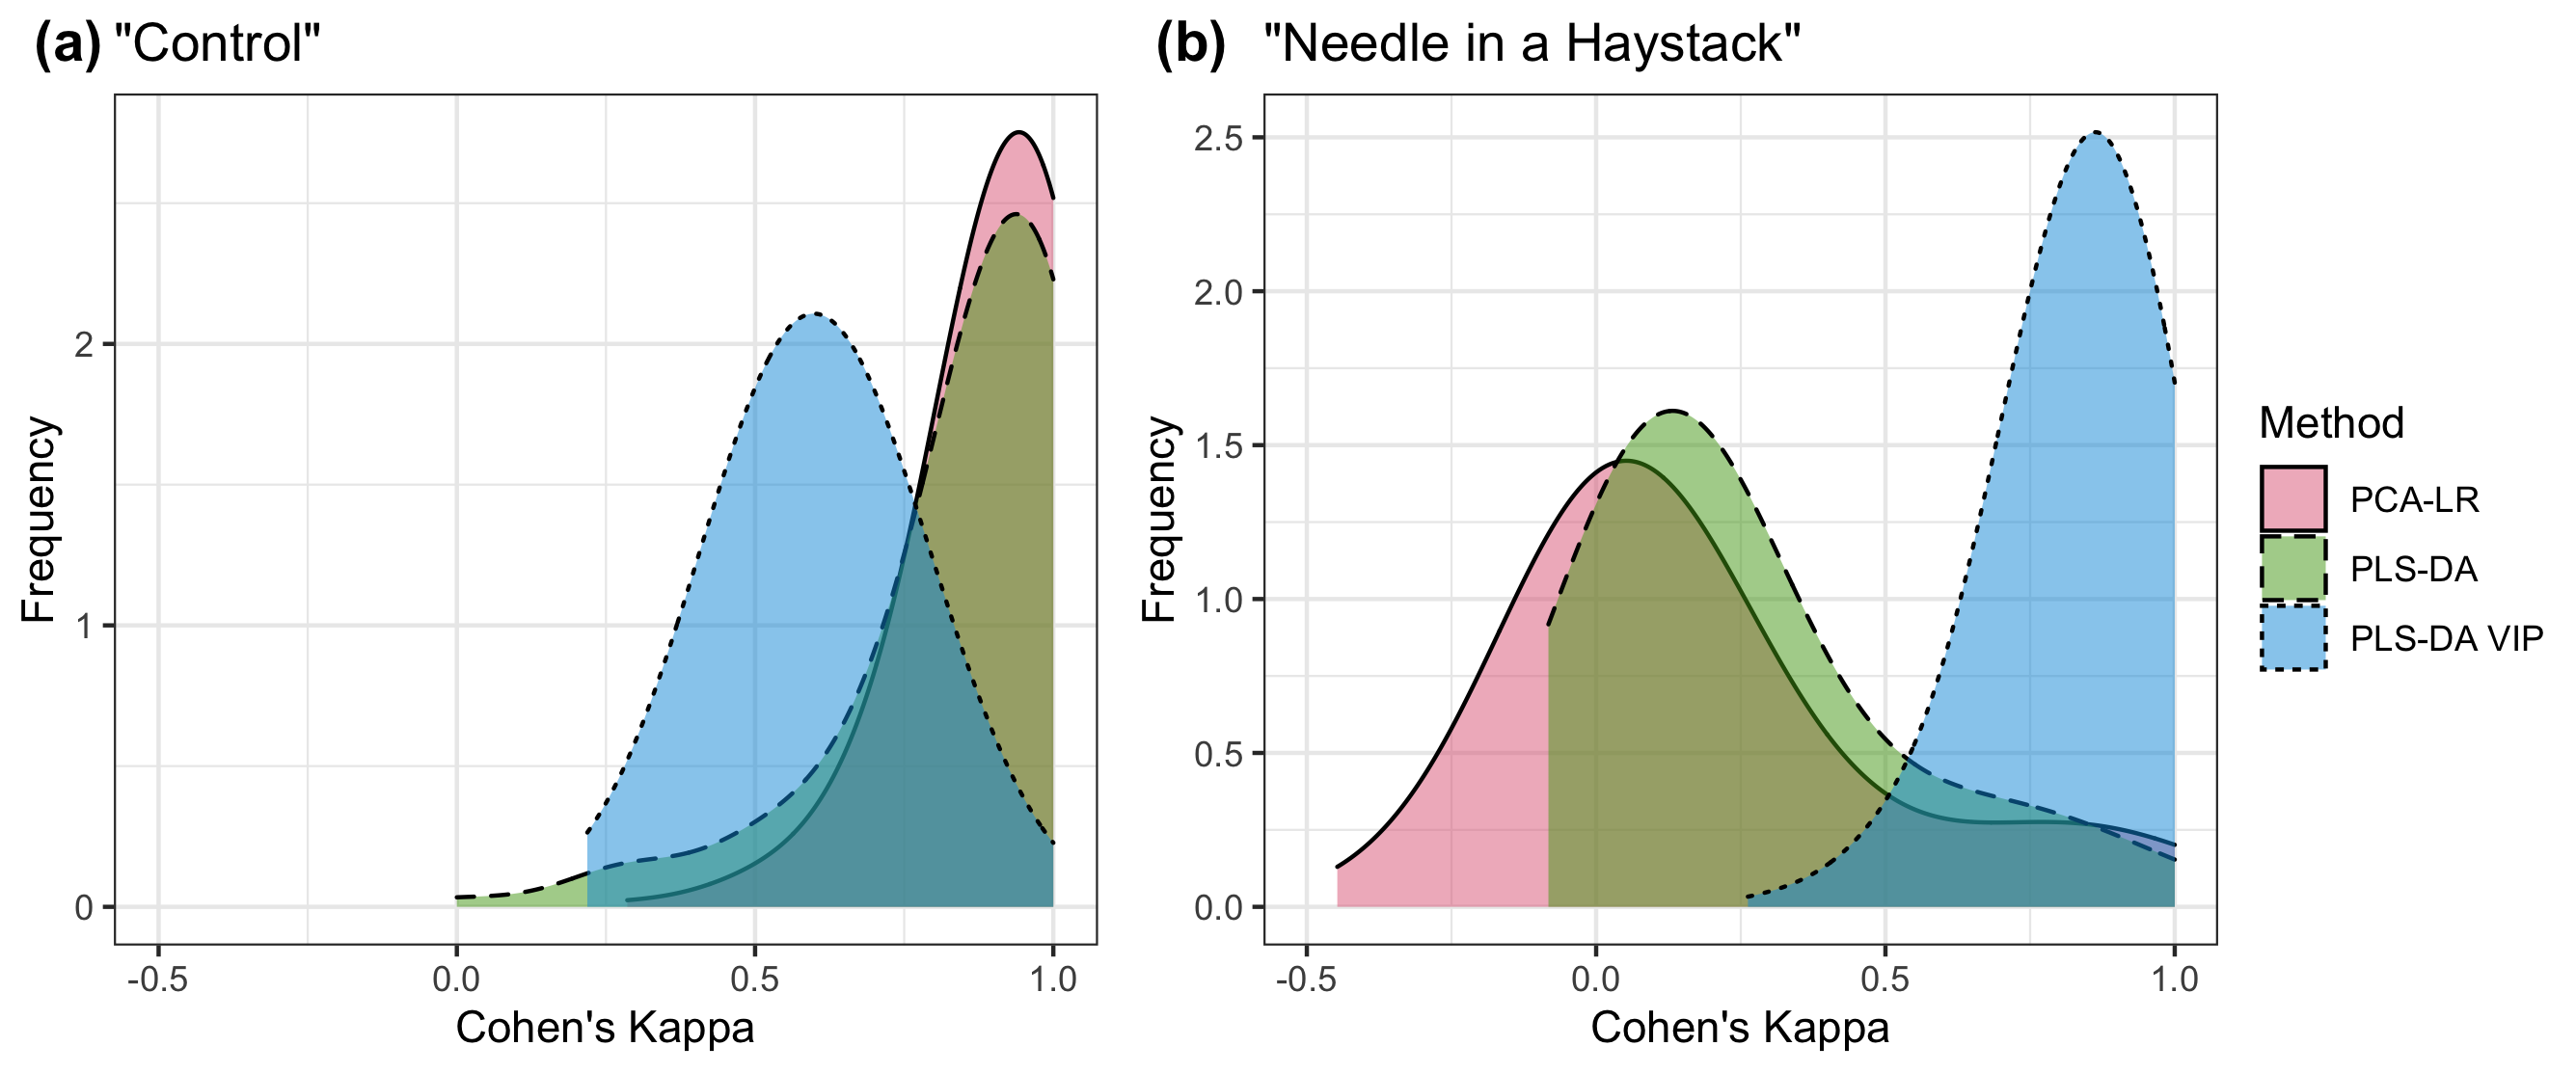 (a) "Control"
Frequency
2
1
0
-0.5 0.0 0.5 1.0
Cohen's Kappa
(b) "Needle in a Haystack"
Frequency
2.5
2.0
1.5
1.0
0.5
0.0
-0.5 0.0 0.5 1.0
Cohen's Kappa
Method
PCA-LR
PLS-DA
PLS-DA VIP